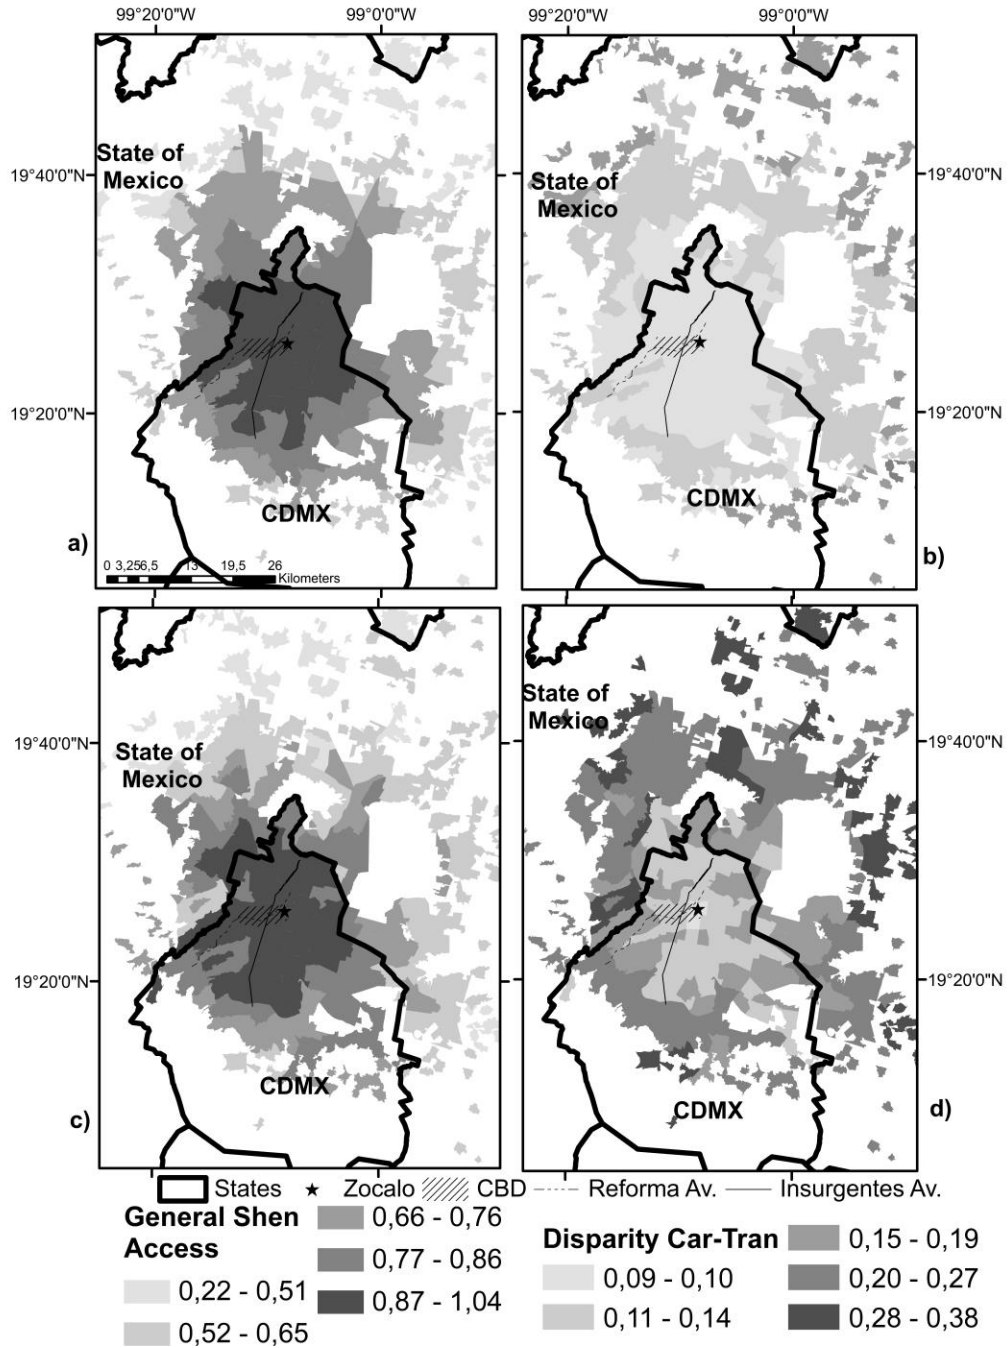 99°20'0"W 99°0'0"W 99°20'0"W 99°0'0"W
State of
Mexico
19°40'0"N
19°20'0"N
CDMX
a)
0 3,25 6,5 13 19,5 26
Kilometers
State of
Mexico
19°40'0"N
19°20'0"N
CDMX
b)
State of
Mexico
19°40'0"N
19°20'0"N
CDMX
c)
State of
Mexico
19°40'0"N
19°20'0"N
CDMX
d)
States Zocalo CBD Reforma Av. Insurgentes Av.
General Shen
Access
0,22 - 0,51
0,52 - 0,65
0,66 - 0,76
0,77 - 0,86
0,87 - 1,04
Disparity Car-Tran
0,09 - 0,10
0,11 - 0,14
0,15 - 0,19
0,20 - 0,27
0,28 - 0,38